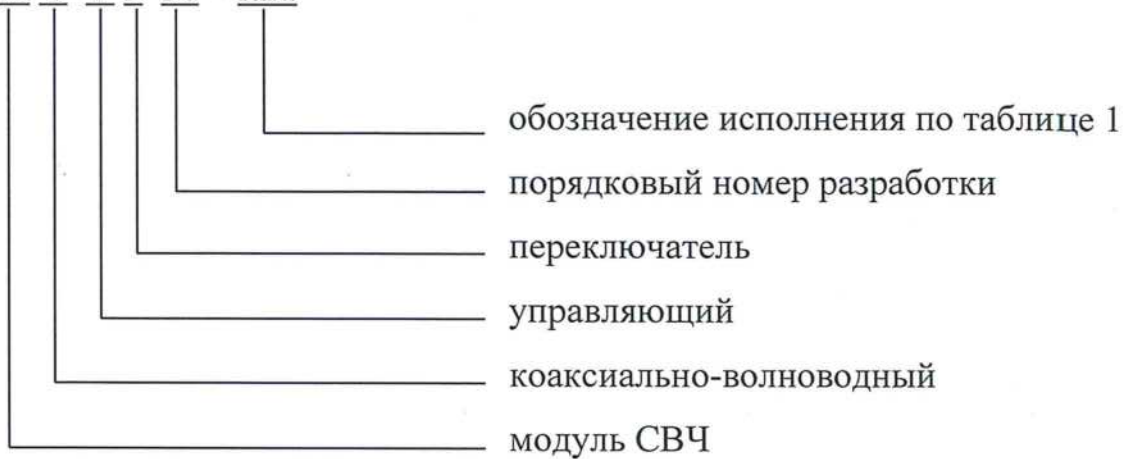 обозначение исполнения по таблице 1
порядковый номер разработки
переключатель
управляющий
коаксиально-волноводный
модуль СВЧ